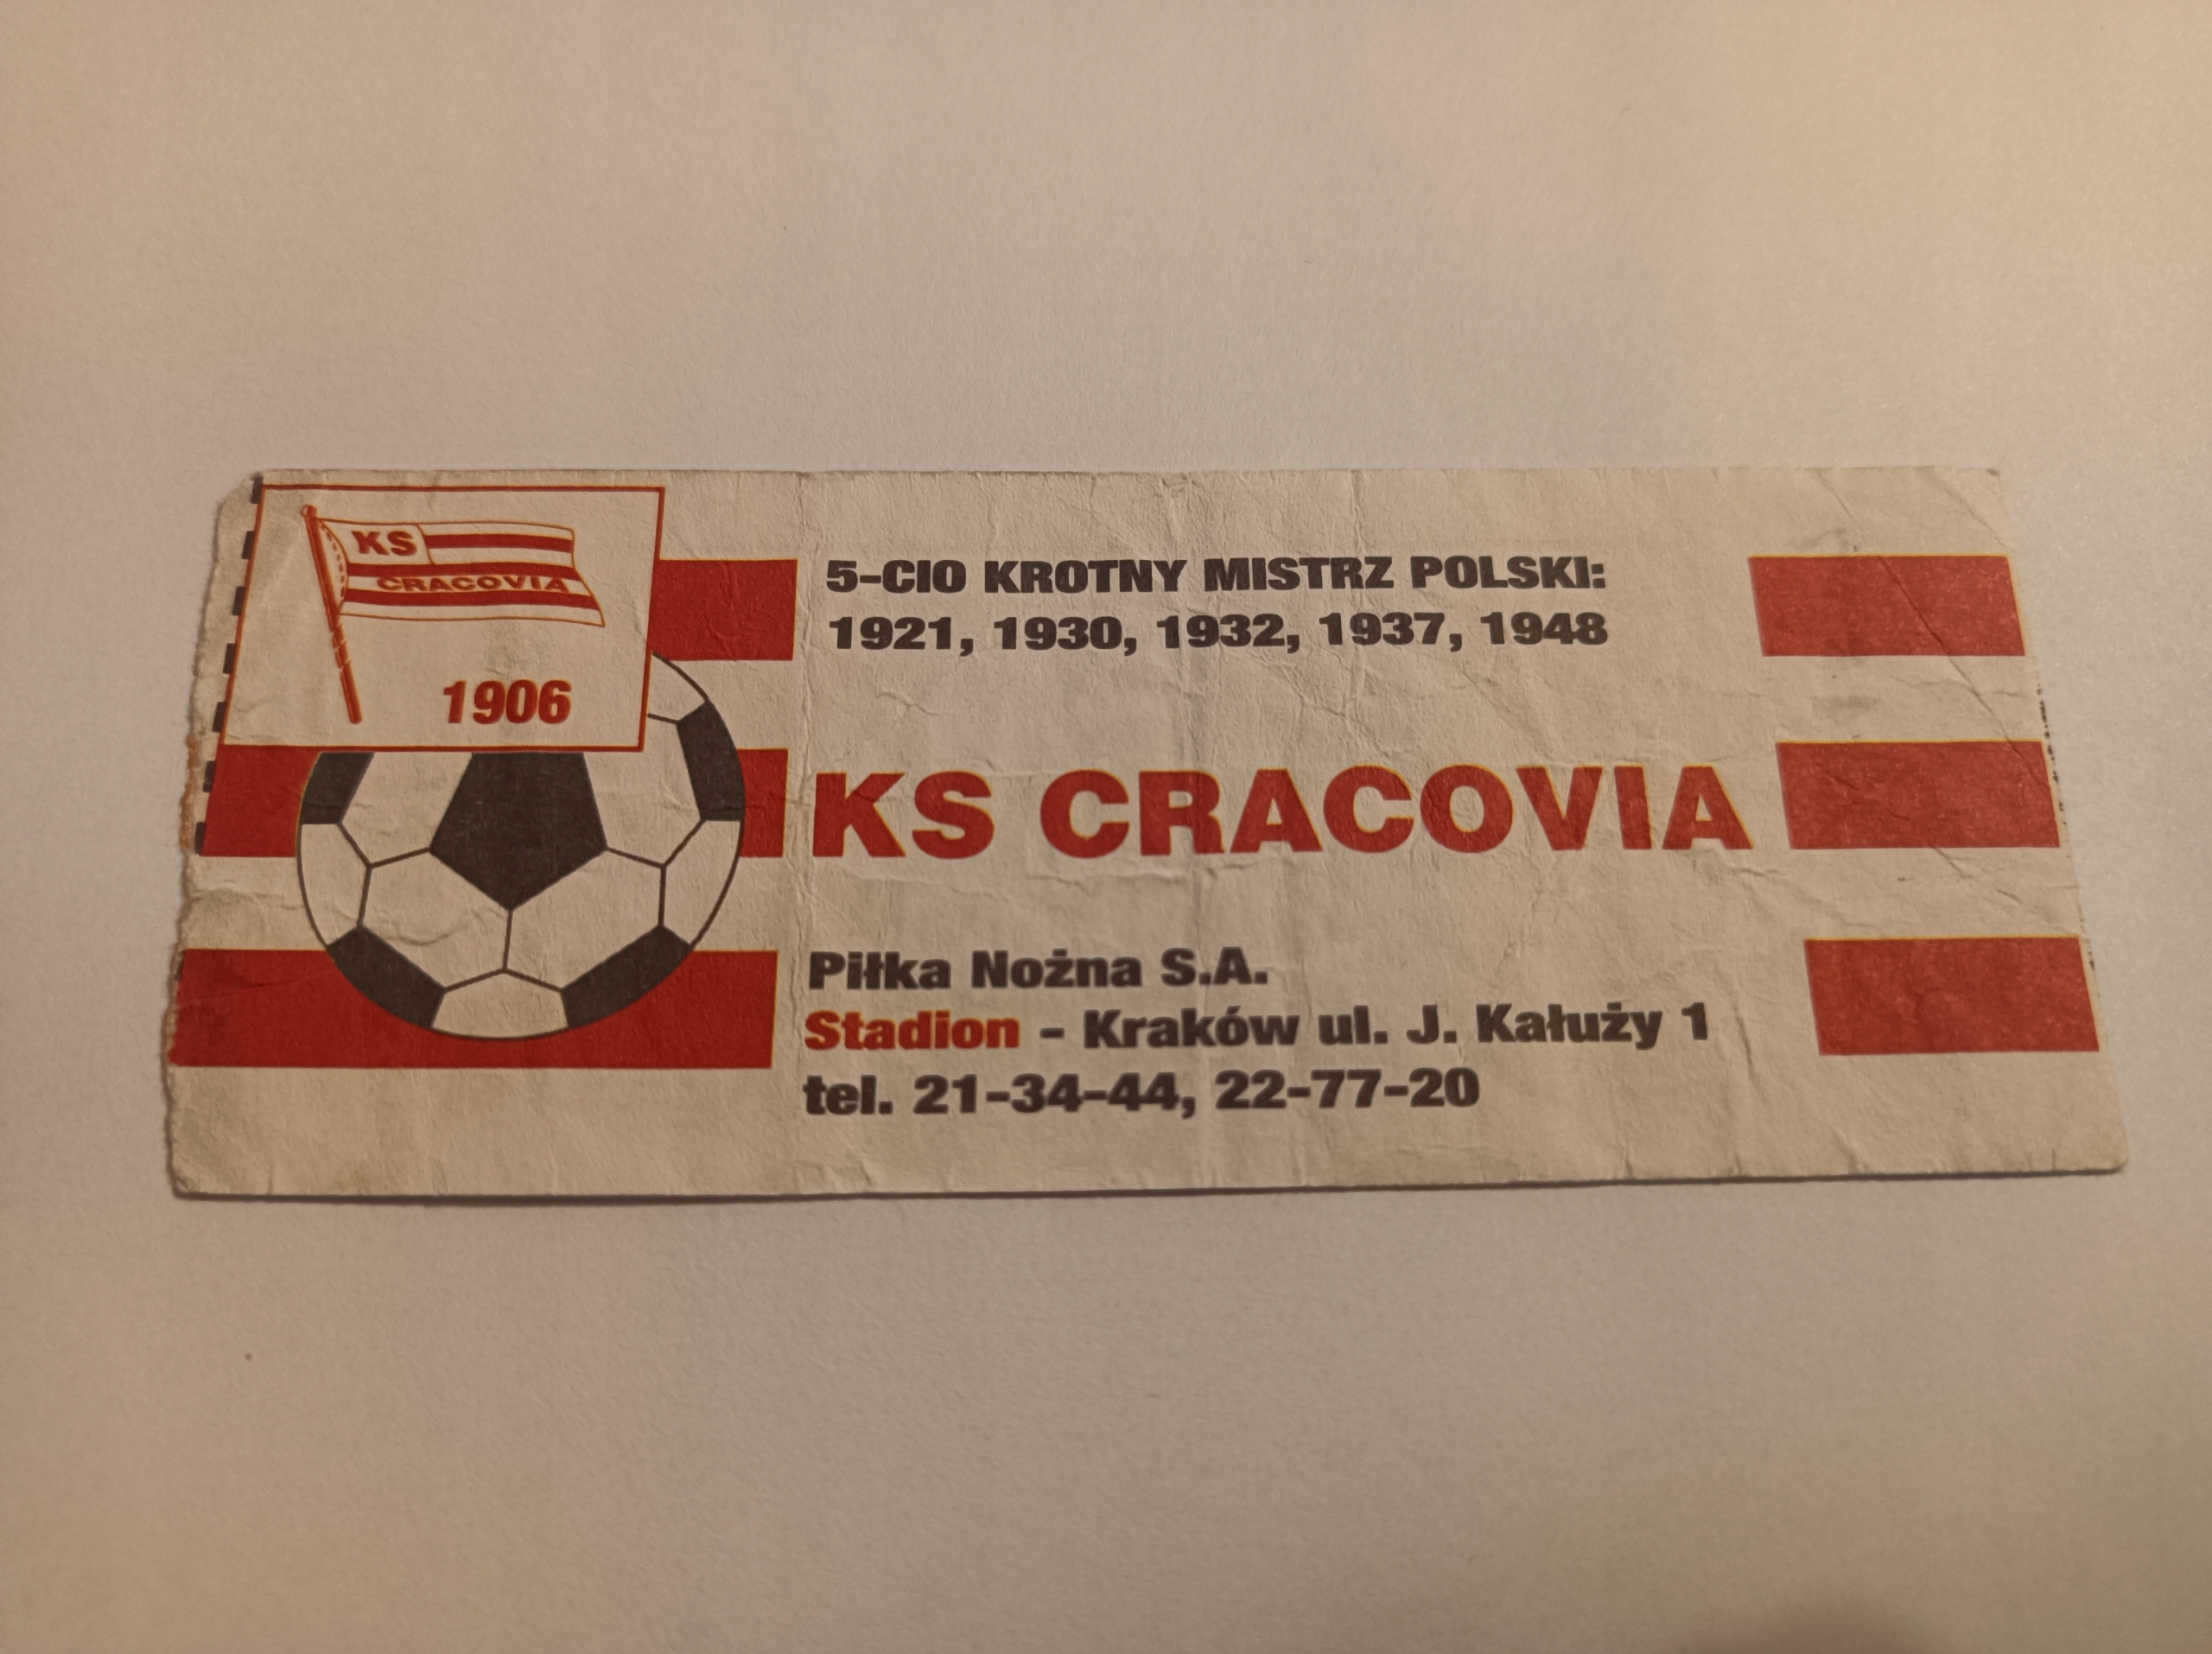 KS
CRACOVIA
1906
5-CIO KROTNY MISTRZ POLSKI:
1921, 1930, 1932, 1937, 1948
KS CRACOVIA
Piłka Nożna S.A.
Stadion - Kraków ul. J. Kałuży 1
tel. 21-34-44, 22-77-20